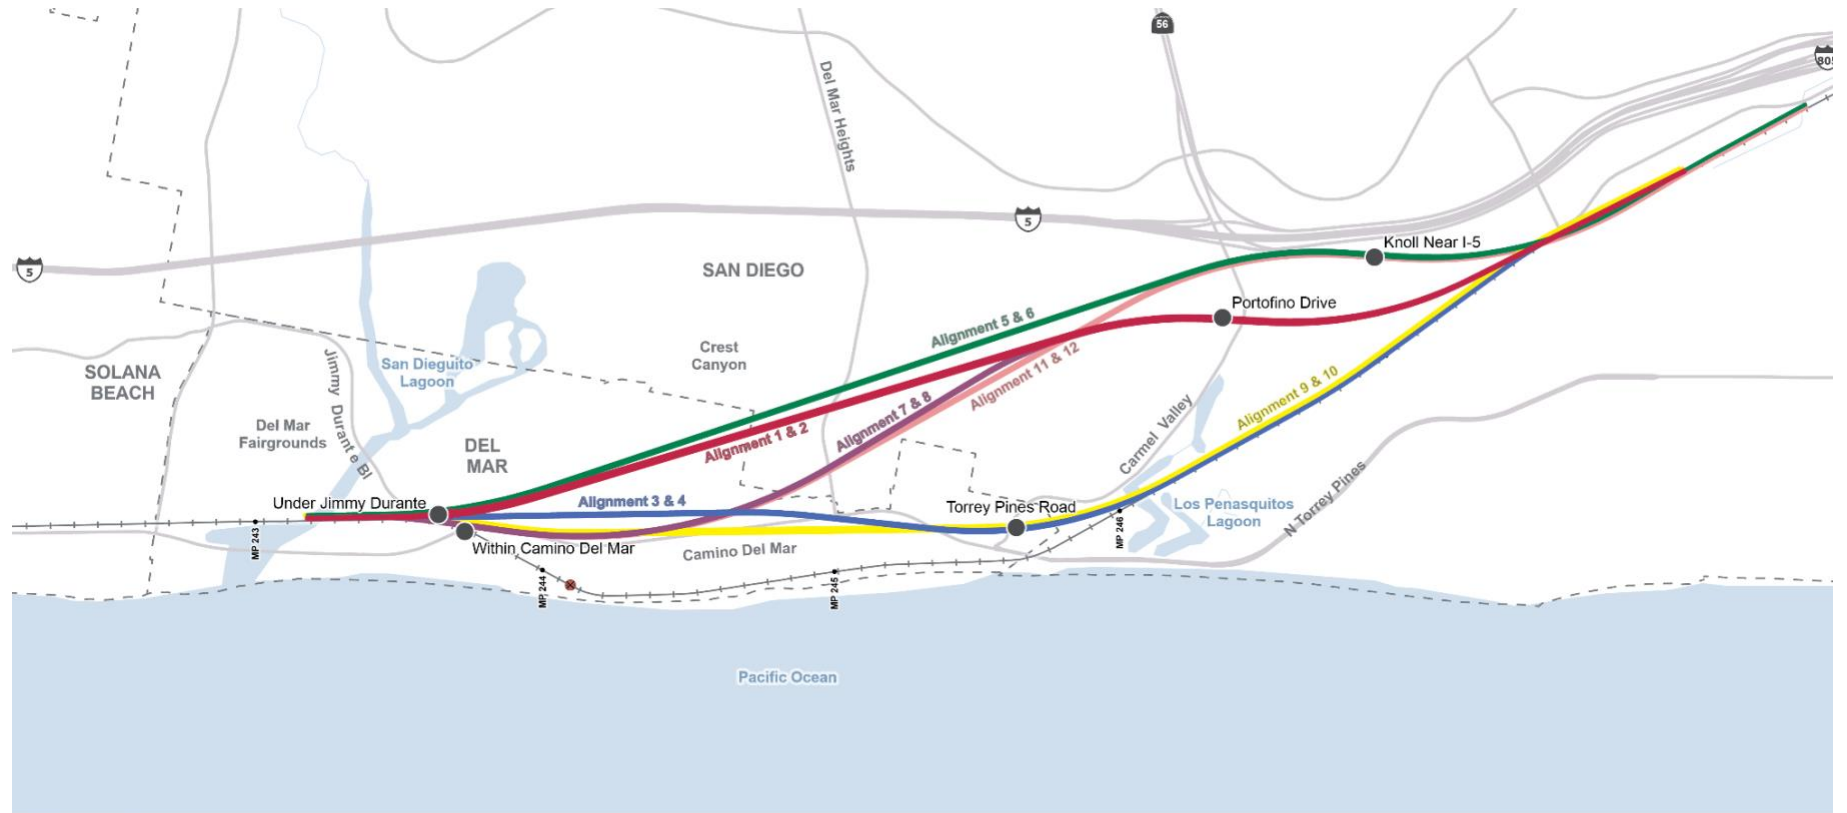 56
805
Del Mar Heights
5
5
Knoll Near I-5
SAN DIEGO
Portofino Drive
Alignment 5 & 6
Crest
Canyon
Alignment 11 & 12
SOLANA
BEACH
Jimmy Durante Bl
San Dieguito
Lagoon
Alignment 7 & 8
Alignment 9 & 10
Del Mar
Fairgrounds
DEL
MAR
Alignment 1 & 2
Carmel Valley
Under Jimmy Durante
Alignment 3 & 4
Torrey Pines Road
Los Penasquitos
Lagoon
N Torrey Pines
MP 243
Within Camino Del Mar
Camino Del Mar
MP 246
MP 244
MP 245
Pacific Ocean